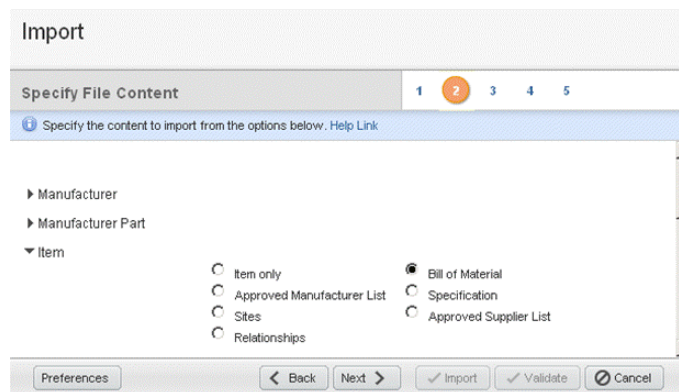 Import
Specify File Content
1 2 3 4 5
Specify the content to import from the options below. Help Link
Manufacturer
Manufacturer Part
Item
Item only Bill of Material
Approved Manufacturer List Specification
Sites Approved Supplier List
Relationships
Preferences Back Next Import Validate Cancel